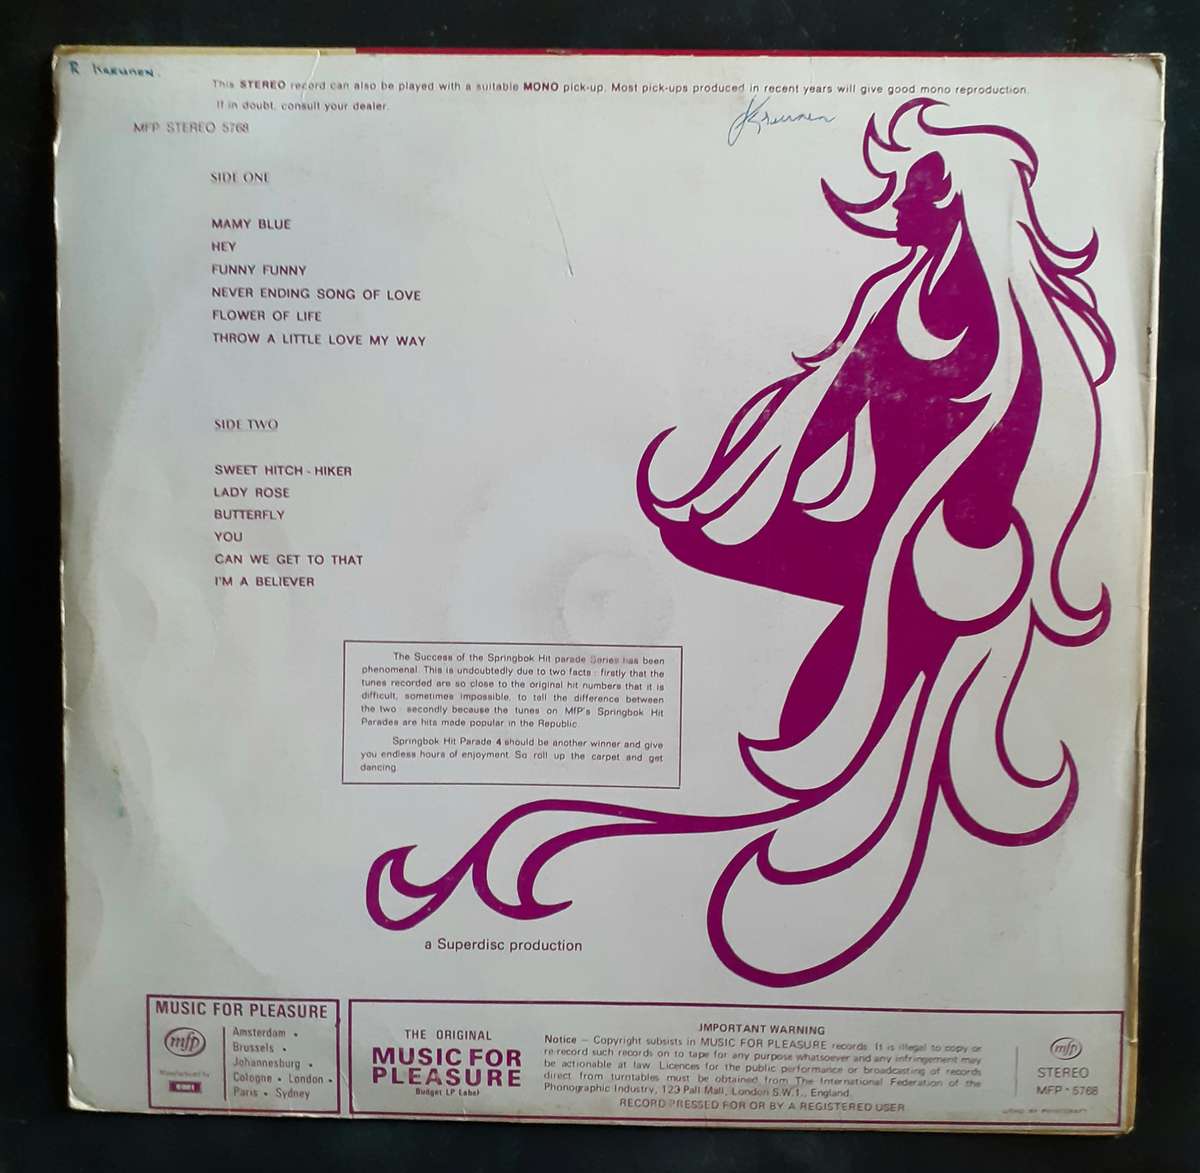 R Kreunen.
This STEREO record can also be played with a suitable MONO pick-up. Most pick-ups produced in recent years will give good mono reproduction.
If in doubt, consult your dealer.
Kreunen
MFP STEREO 5768
SIDE ONE
MAMY BLUE
HEY
FUNNY FUNNY
NEVER ENDING SONG OF LOVE
FLOWER OF LIFE
THROW A LITTLE LOVE MY WAY
SIDE TWO
SWEET HITCH - HIKER
LADY ROSE
BUTTERFLY
YOU
CAN WE GET TO THAT
I'M A BELIEVER
The Success of the Springbok Hit parade Series has been
phenomenal. This is undoubtedly due to two facts : firstly that the
tunes recorded are so close to the original hit numbers that it is
difficult, sometimes impossible, to tell the difference between
the two : secondly because the tunes on MfP's Springbok Hit
Parades are hits made popular in the Republic.
Springbok Hit Parade 4 should be another winner and give
you endless hours of enjoyment. So roll up the carpet and get
dancing.
a Superdisc production
MUSIC FOR PLEASURE
mfp
Manufactured by
EMI
Amsterdam •
Brussels •
Johannesburg •
Cologne • London •
Paris • Sydney
THE ORIGINAL
MUSIC FOR
PLEASURE
Budget LP Label
IMPORTANT WARNING
Notice – Copyright subsists in MUSIC FOR PLEASURE records. It is illegal to copy or
re-record such records on to tape for any purpose whatsoever and any infringement may
be actionable at law. Licences for the public performance or broadcasting of records
direct from turntables must be obtained from The International Federation of the
Phonographic Industry, 123 Pall Mall, London S.W.1., England.
RECORD PRESSED FOR OR BY A REGISTERED USER
mfp
STEREO
MFP - 5768